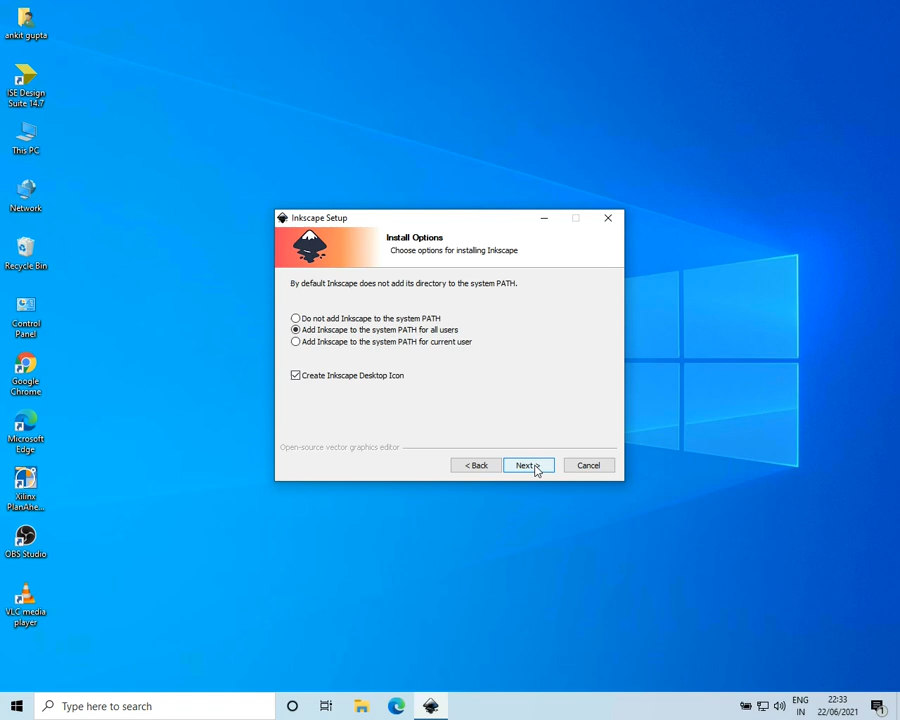 ankit gupta
ISE Design
Suite 14.7
This PC
Network
Recycle Bin
Control
Panel
Google
Chrome
Microsoft
Edge
Xilinx
PlanAhe...
OBS Studio
VLC media
player
Inkscape Setup
Install Options
Choose options for installing Inkscape
By default Inkscape does not add its directory to the system PATH.
Do not add Inkscape to the system PATH
Add Inkscape to the system PATH for all users
Add Inkscape to the system PATH for current user
Create Inkscape Desktop Icon
Open-source vector graphics editor
< Back
Next >
Cancel
Type here to search
ENG
IN
22:33
22/06/2021
1